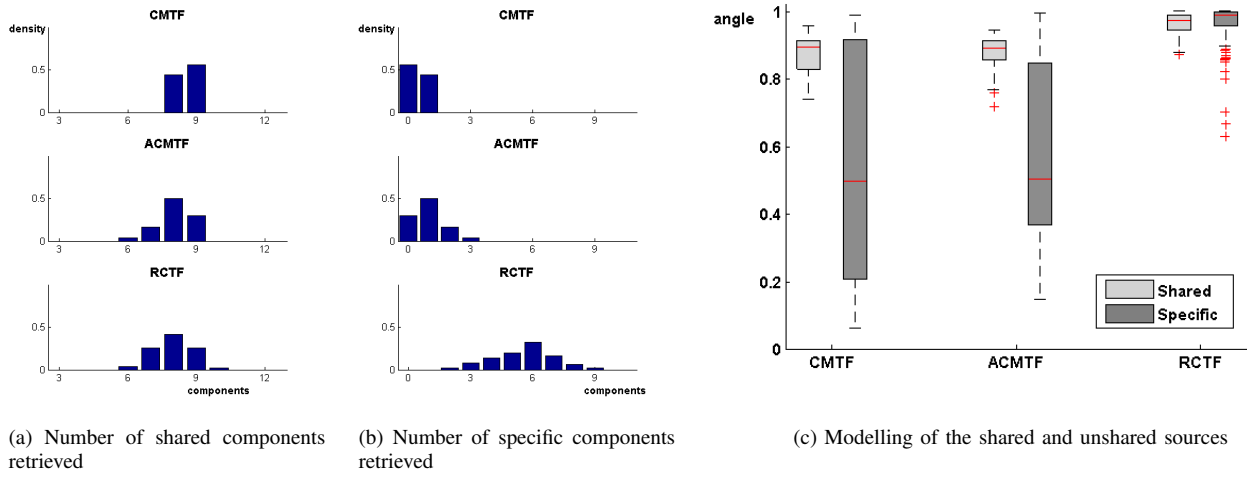 CMTF
density
0.5
0
3 6 9 12
ACMTF
0.5
0
3 6 9 12
RCTF
0.5
0
3 6 9 12
components
(a) Number of shared components
retrieved
CMTF
density
0.5
0
0 3 6 9
ACMTF
0.5
0
0 3 6 9
RCTF
0.5
0
0 3 6 9
components
(b) Number of specific components
retrieved
angle
1
0.8
0.6
0.4
0.2
0
Shared
Specific
CMTF ACMTF RCTF
(c) Modelling of the shared and unshared sources